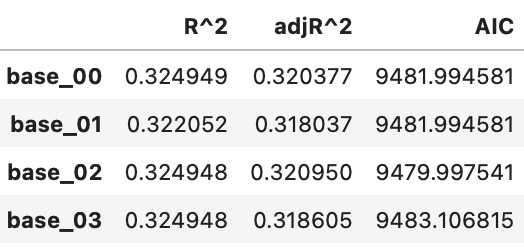 R^2 adjR^2 AIC
base_00 0.324949 0.320377 9481.994581
base_01 0.322052 0.318037 9481.994581
base_02 0.324948 0.320950 9479.997541
base_03 0.324948 0.318605 9483.106815